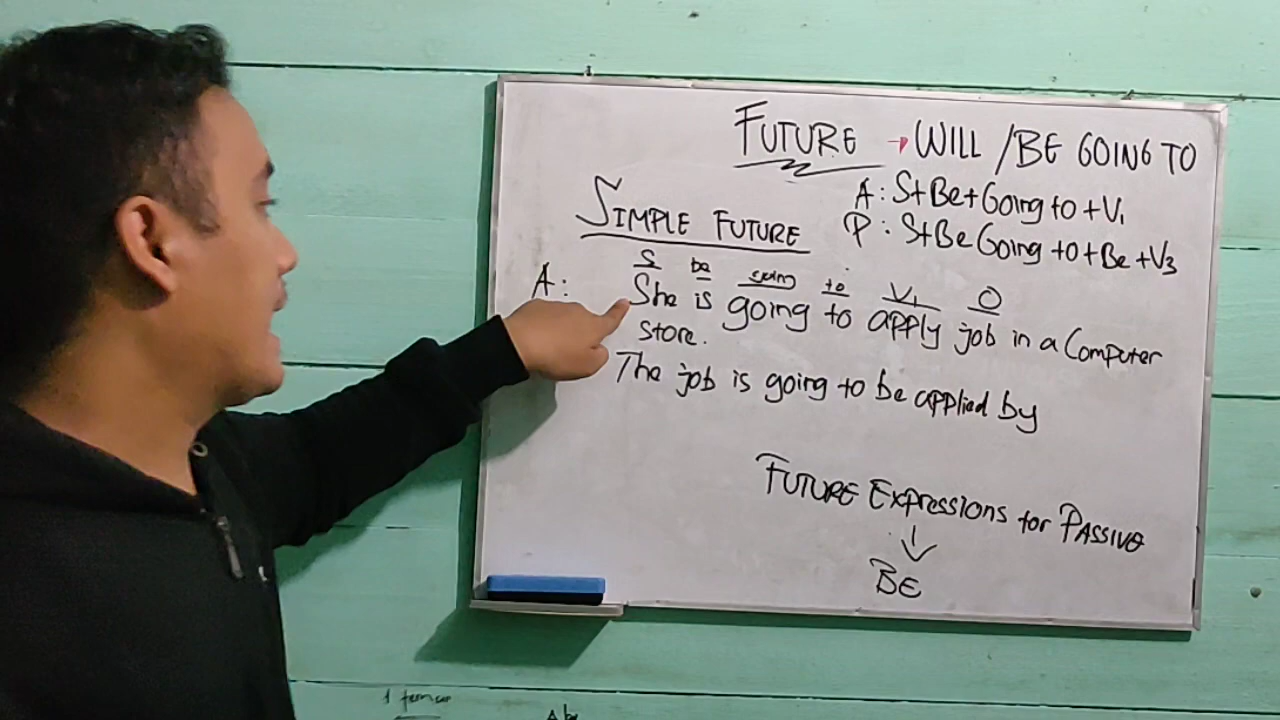 FUTURE → WILL / BE GOING TO
A: S+Be+Going to+V1
P: S+Be Going to+Be+V3
SIMPLE FUTURE
S be going to V1 O
A: She is going to apply job in a Computer
store.
The job is going to be applied by
FUTURE Expressions for PASSIVE
↓
BE
1